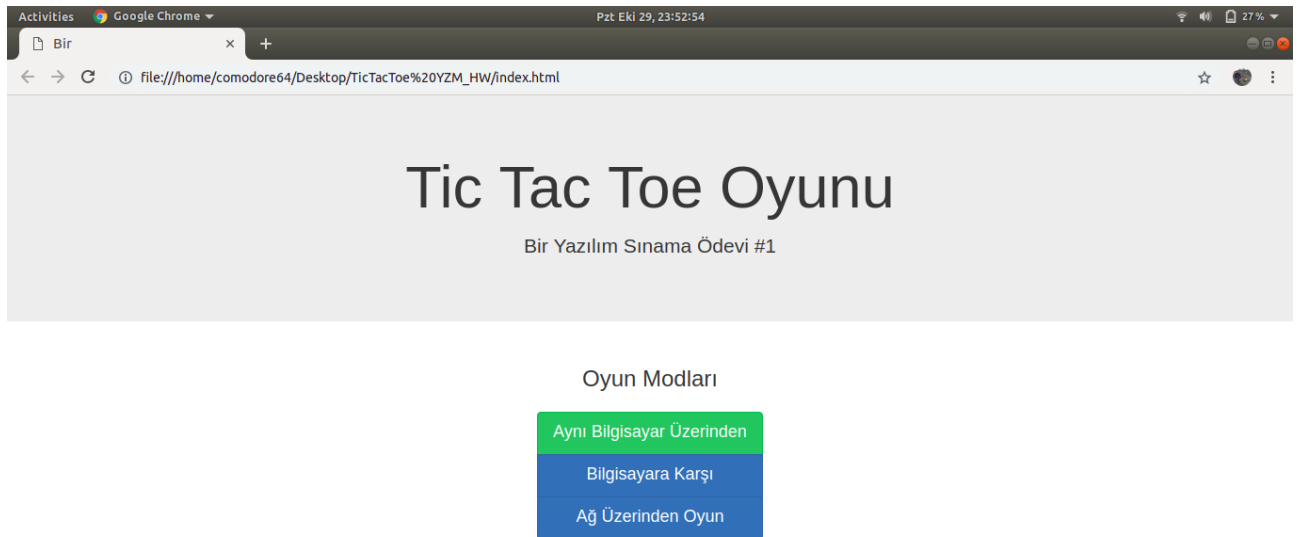 Activities Google Chrome Pzt Eki 29, 23:52:54 27%
Bir
file:///home/comodore64/Desktop/TicTacToe%20YZM_HW/index.html
Tic Tac Toe Oyunu
Bir Yazılım Sınama Ödevi #1
Oyun Modları
Aynı Bilgisayar Üzerinden
Bilgisayara Karşı
Ağ Üzerinden Oyun